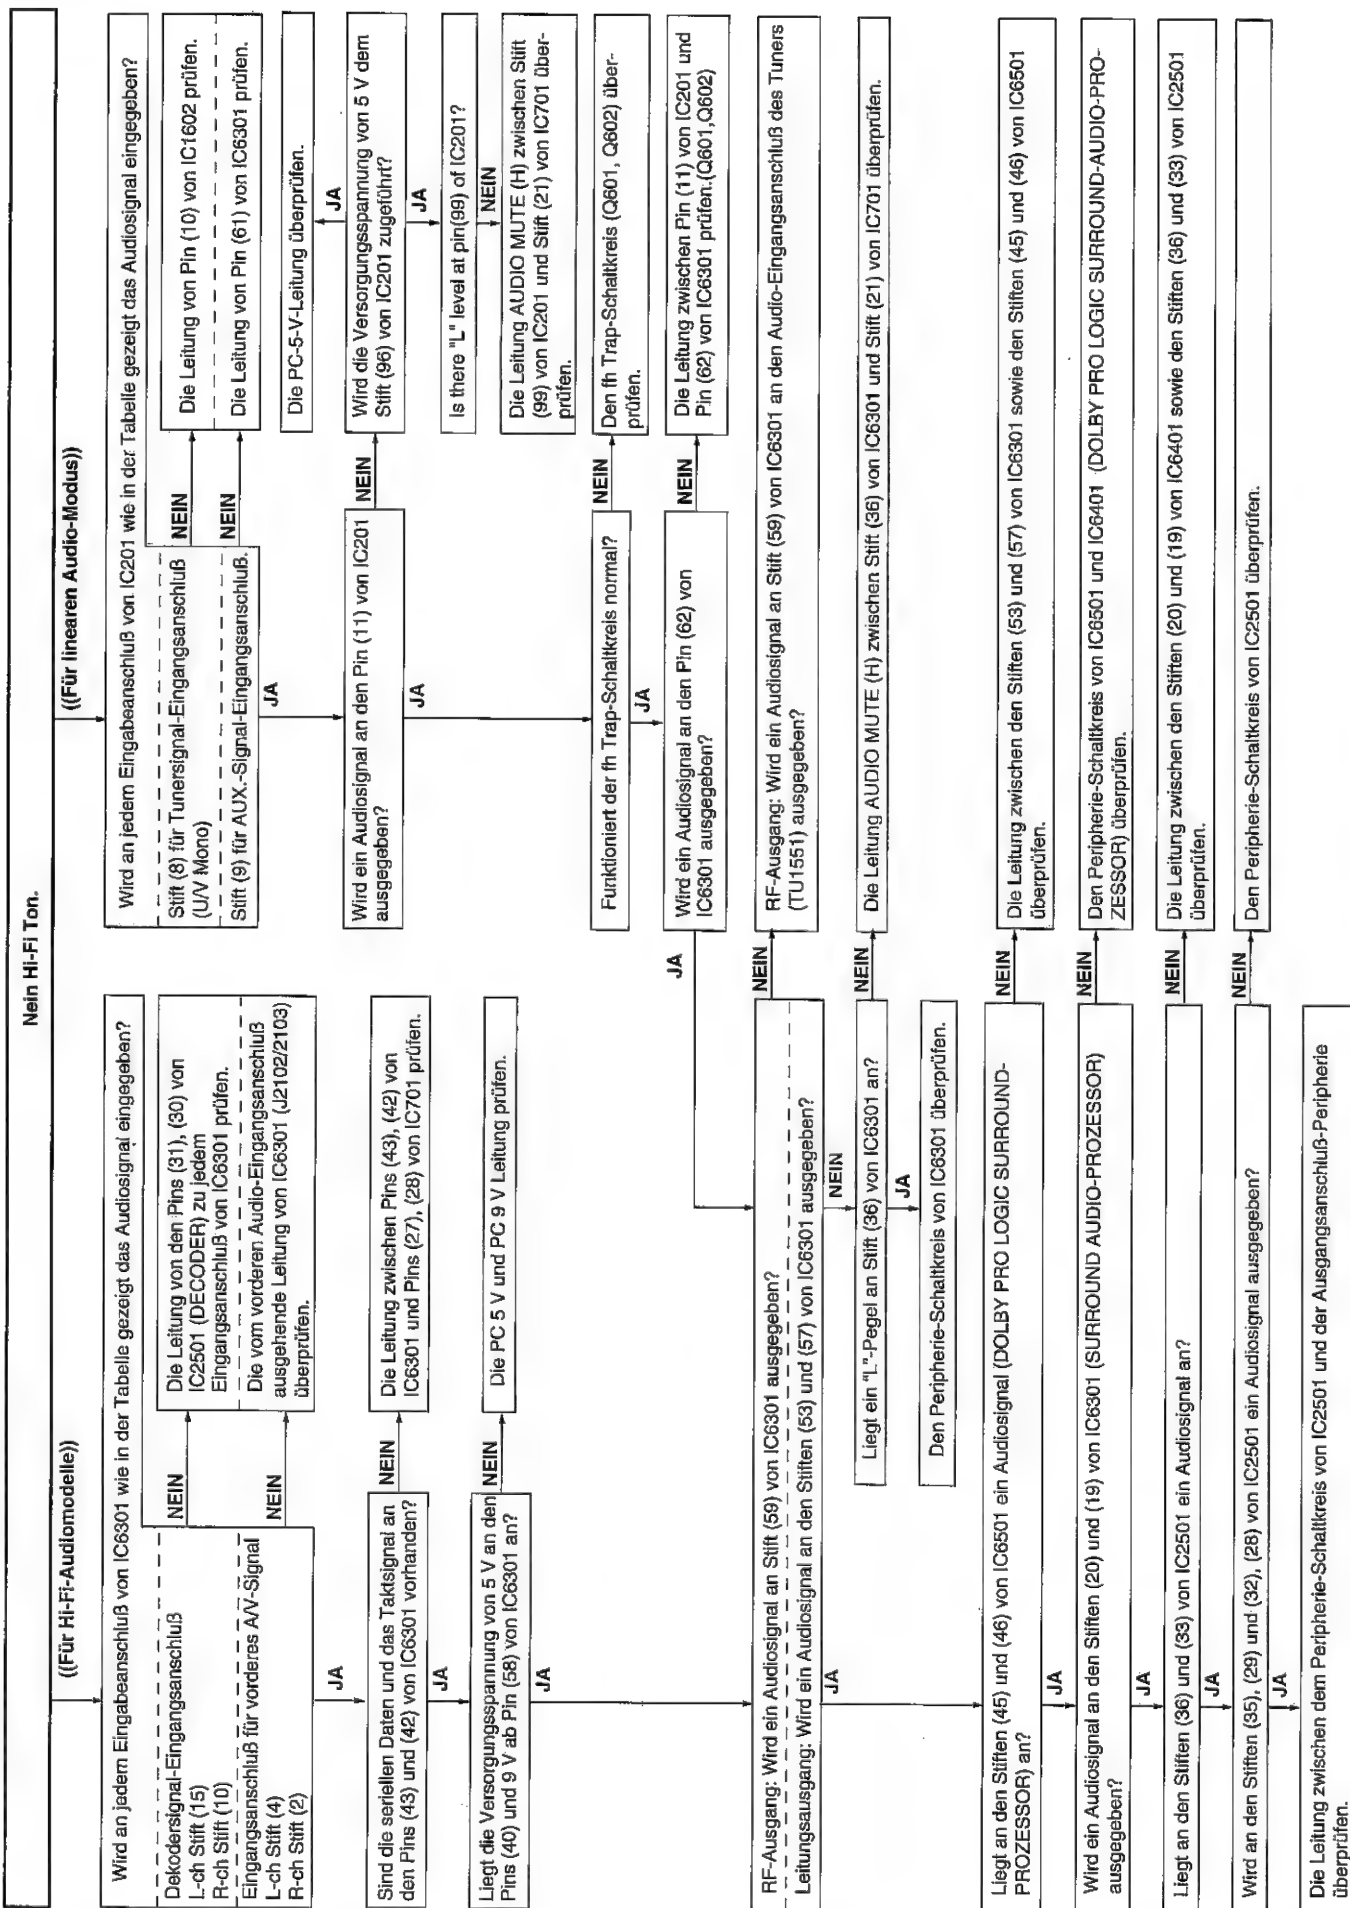 Nein Hi-Fi Ton.
((Für Hi-Fi-Audiomodelle))
Wird an jedem Eingabeanschluß von IC6301 wie in der Tabelle gezeigt das Audiosignal eingegeben?
Dekodersignal-Eingangsanschluß
L-ch Stift (15)
R-ch Stift (10)
Eingangsanschluß für vorderes A/V-Signal
L-ch Stift (4)
R-ch Stift (2)
NEIN
Die Leitung von den Pins (31), (30) von
IC2501 (DECODER) zu jedem
Eingangsanschluß von IC6301 prüfen.
NEIN
Die vom vorderen Audio-Eingangsanschluß
ausgehende Leitung von IC6301 (J2102/2103)
überprüfen.
JA
Sind die seriellen Daten und das Taktsignal an
den Pins (43) und (42) von IC6301 vorhanden?
NEIN
Die Leitung zwischen Pins (43), (42) von
IC6301 und Pins (27), (28) von IC701 prüfen.
JA
Liegt die Versorgungsspannung von 5 V an den
Pins (40) und 9 V ab Pin (58) von IC6301 an?
NEIN
Die PC 5 V und PC 9 V Leitung prüfen.
JA
((Für linearen Audio-Modus))
Wird an jedem Eingabeanschluß von IC201 wie in der Tabelle gezeigt das Audiosignal eingegeben?
Stift (8) für Tunersignal-Eingangsanschluß
(U/V Mono)
Stift (9) für AUX.-Signal-Eingangsanschluß.
NEIN
Die Leitung von Pin (10) von IC1602 prüfen.
NEIN
Die Leitung von Pin (61) von IC6301 prüfen.
JA
Wird ein Audiosignal an den Pin (11) von IC201
ausgegeben?
NEIN
Die PC-5-V-Leitung überprüfen.
JA
Wird die Versorgungsspannung von 5 V dem
Stift (96) von IC201 zugeführt?
JA
Is there "L" level at pin(99) of IC201?
NEIN
Die Leitung AUDIO MUTE (H) zwischen Stift
(99) von IC201 und Stift (21) von IC701 über-
prüfen.
JA
Funktioniert der fh Trap-Schaltkreis normal?
NEIN
Den fh Trap-Schaltkreis (Q601, Q602) über-
prüfen.
JA
Wird ein Audiosignal an den Pin (62) von
IC6301 ausgegeben?
NEIN
Die Leitung zwischen Pin (11) von IC201 und
Pin (62) von IC6301 prüfen.(Q601,Q602)
JA
RF-Ausgang: Wird ein Audiosignal an Stift (59) von IC6301 ausgegeben?
Leitungsausgang: Wird ein Audiosignal an den Stiften (53) und (57) von IC6301 ausgegeben?
NEIN
RF-Ausgang: Wird ein Audiosignal an Stift (59) von IC6301 an den Audio-Eingangsanschluß des Tuners
(TU1551) ausgegeben?
NEIN
Liegt ein "L"-Pegel an Stift (36) von IC6301 an?
NEIN
Die Leitung AUDIO MUTE (H) zwischen Stift (36) von IC6301 und Stift (21) von IC701 überprüfen.
JA
Den Peripherie-Schaltkreis von IC6301 überprüfen.
JA
Liegt an den Stiften (45) und (46) von IC6501 ein Audiosignal (DOLBY PRO LOGIC SURROUND-
PROZESSOR) an?
NEIN
Die Leitung zwischen den Stiften (53) und (57) von IC6301 sowie den Stiften (45) und (46) von IC6501
überprüfen.
JA
Wird ein Audiosignal an den Stiften (20) und (19) von IC6301 (SURROUND AUDIO-PROZESSOR)
ausgegeben?
NEIN
Den Peripherie-Schaltkreis von IC6501 und IC6401 (DOLBY PRO LOGIC SURROUND-AUDIO-PRO-
ZESSOR) überprüfen.
JA
Liegt an den Stiften (36) und (33) von IC2501 ein Audiosignal an?
NEIN
Die Leitung zwischen den Stiften (20) und (19) von IC6401 sowie den Stiften (36) und (33) von IC2501
überprüfen.
JA
Wird an den Stiften (35), (29) und (32), (28) von IC2501 ein Audiosignal ausgegeben?
NEIN
Den Peripherie-Schaltkreis von IC2501 überprüfen.
JA
Die Leitung zwischen dem Peripherie-Schaltkreis von IC2501 und der Ausgangsanschluß-Peripherie
überprüfen.